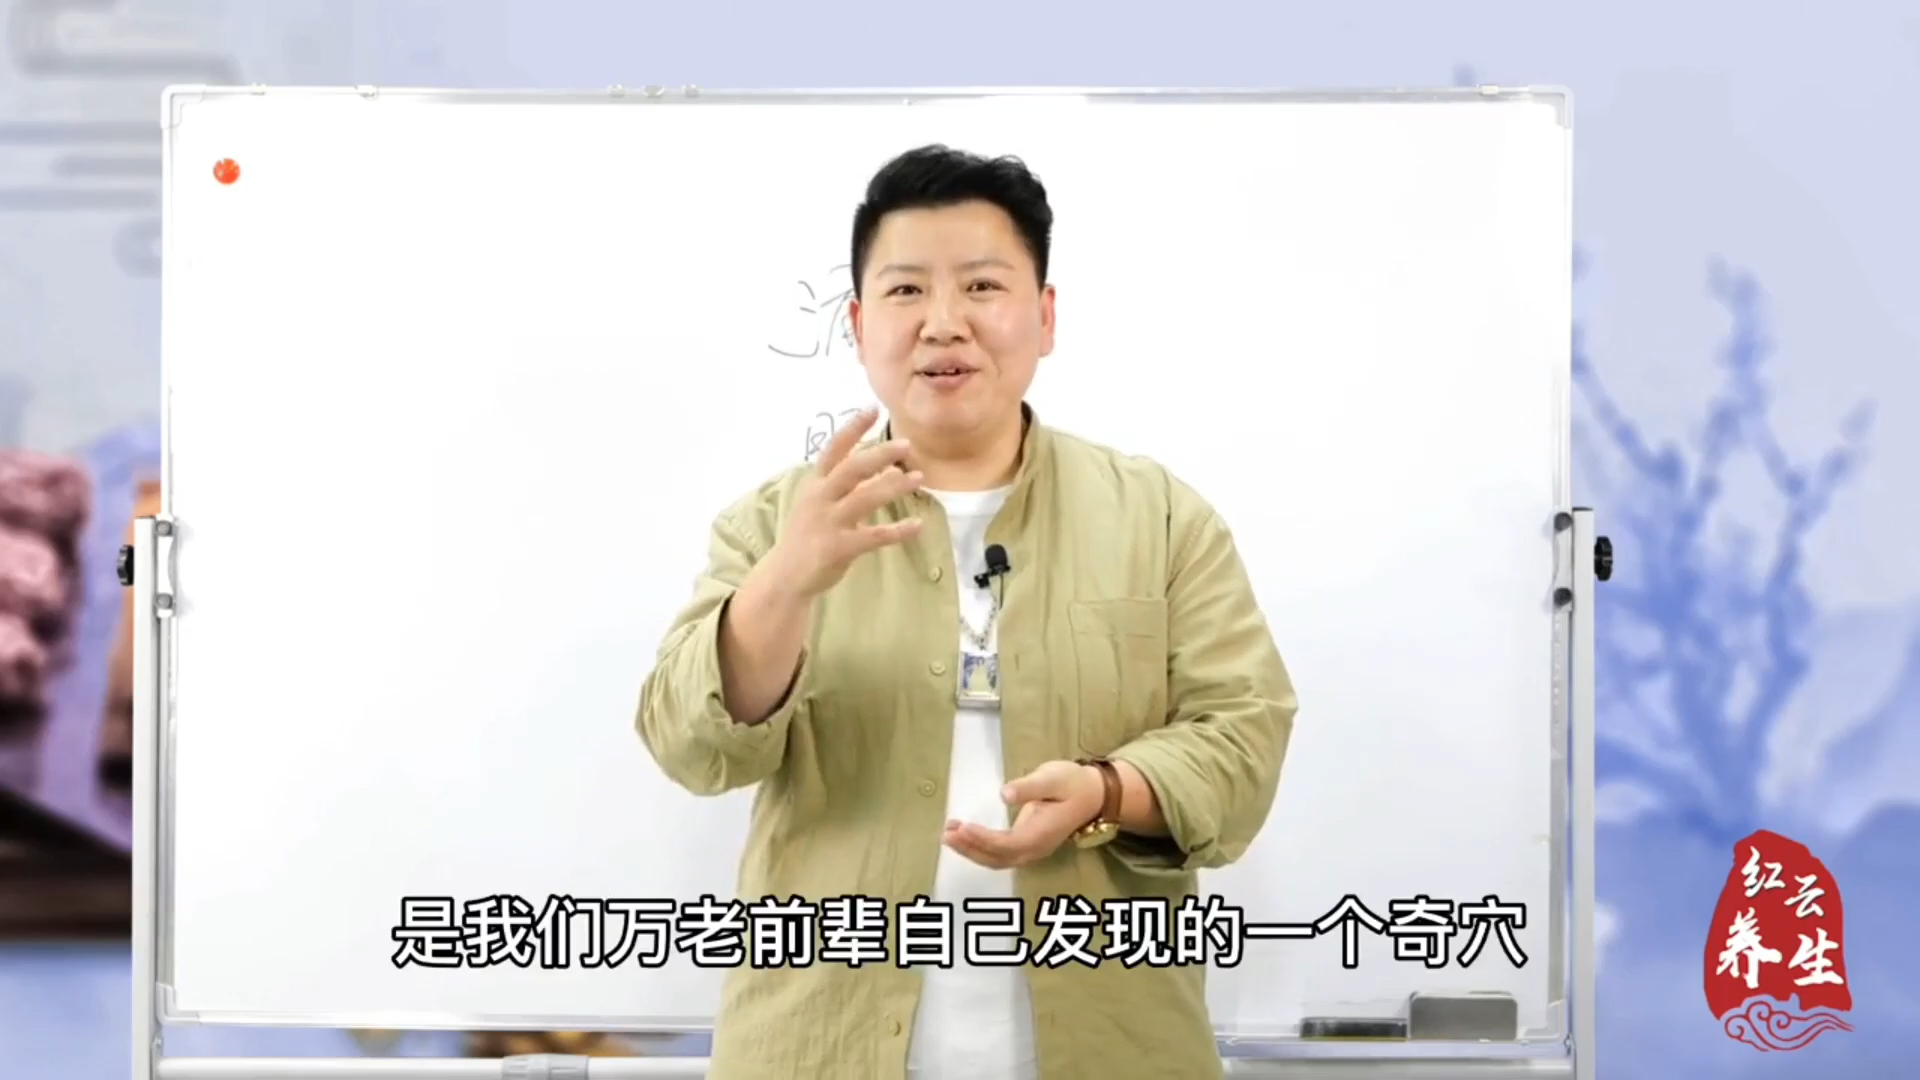 是我们万老前辈自己发现的一个奇穴
红云
养生